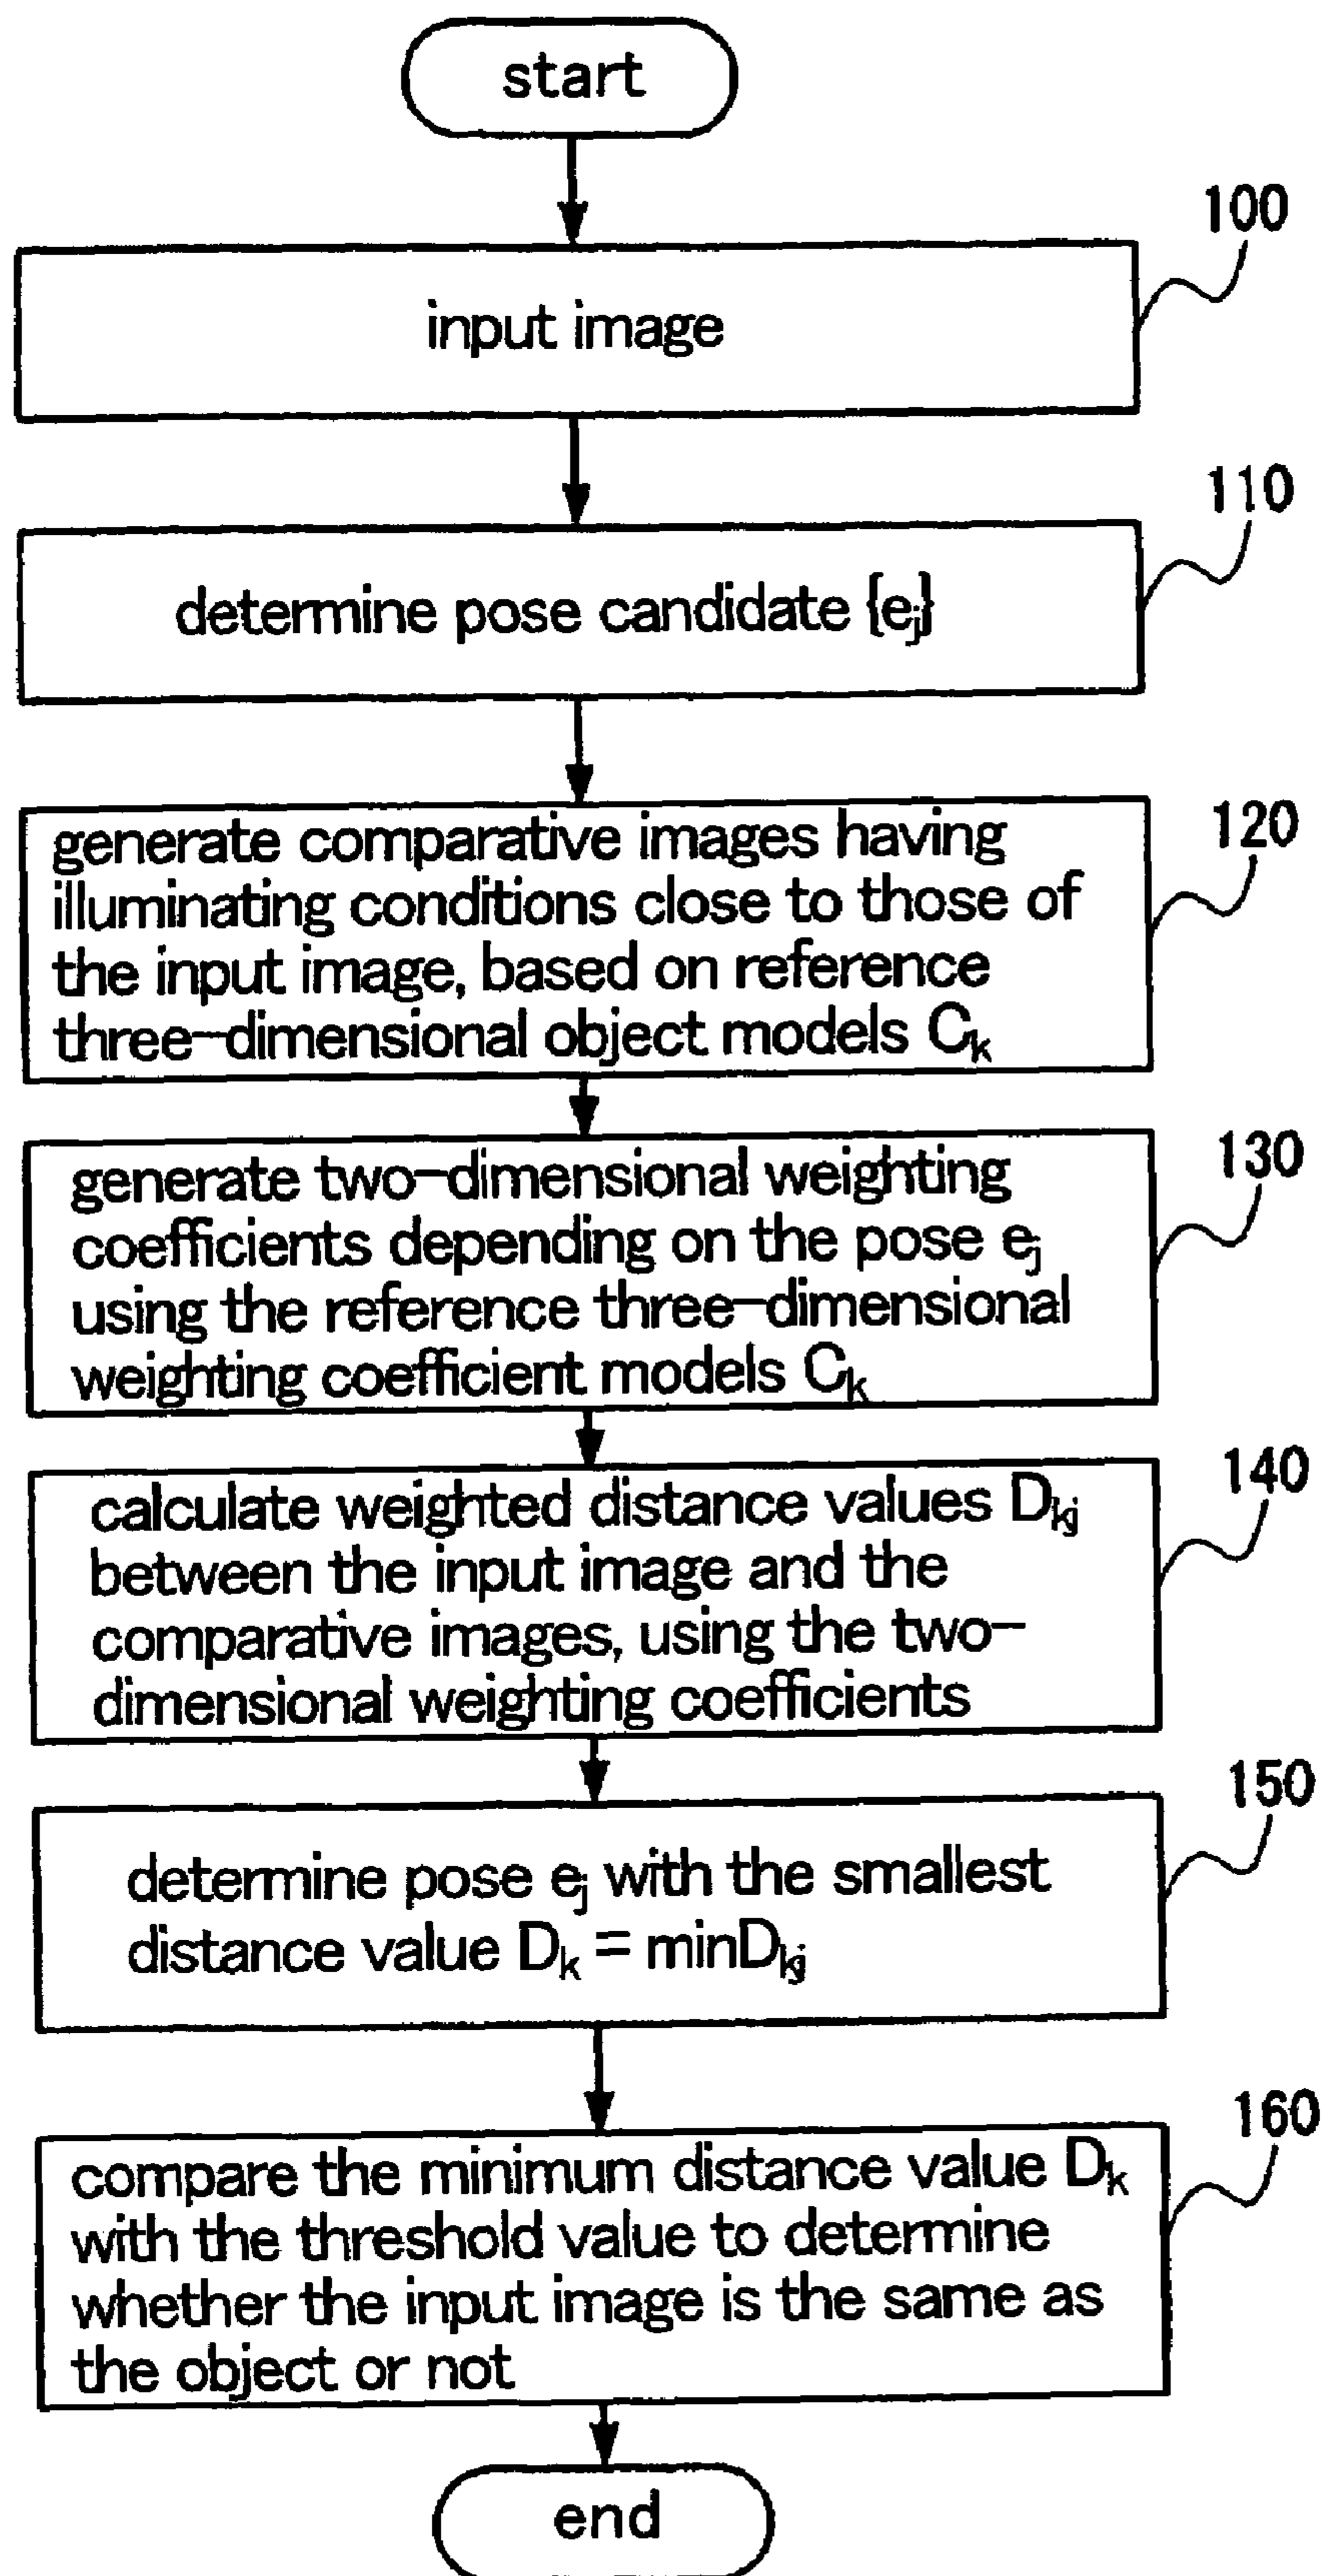 start
100
input image
110
determine pose candidate {eⱼ}
120
generate comparative images having
illuminating conditions close to those of
the input image, based on reference
three-dimensional object models Cₖ
130
generate two-dimensional weighting
coefficients depending on the pose eⱼ
using the reference three-dimensional
weighting coefficient models Cₖ
140
calculate weighted distance values Dₖⱼ
between the input image and the
comparative images, using the two-
dimensional weighting coefficients
150
determine pose eⱼ with the smallest
distance value Dₖ = minDₖⱼ
160
compare the minimum distance value Dₖ
with the threshold value to determine
whether the input image is the same as
the object or not
end